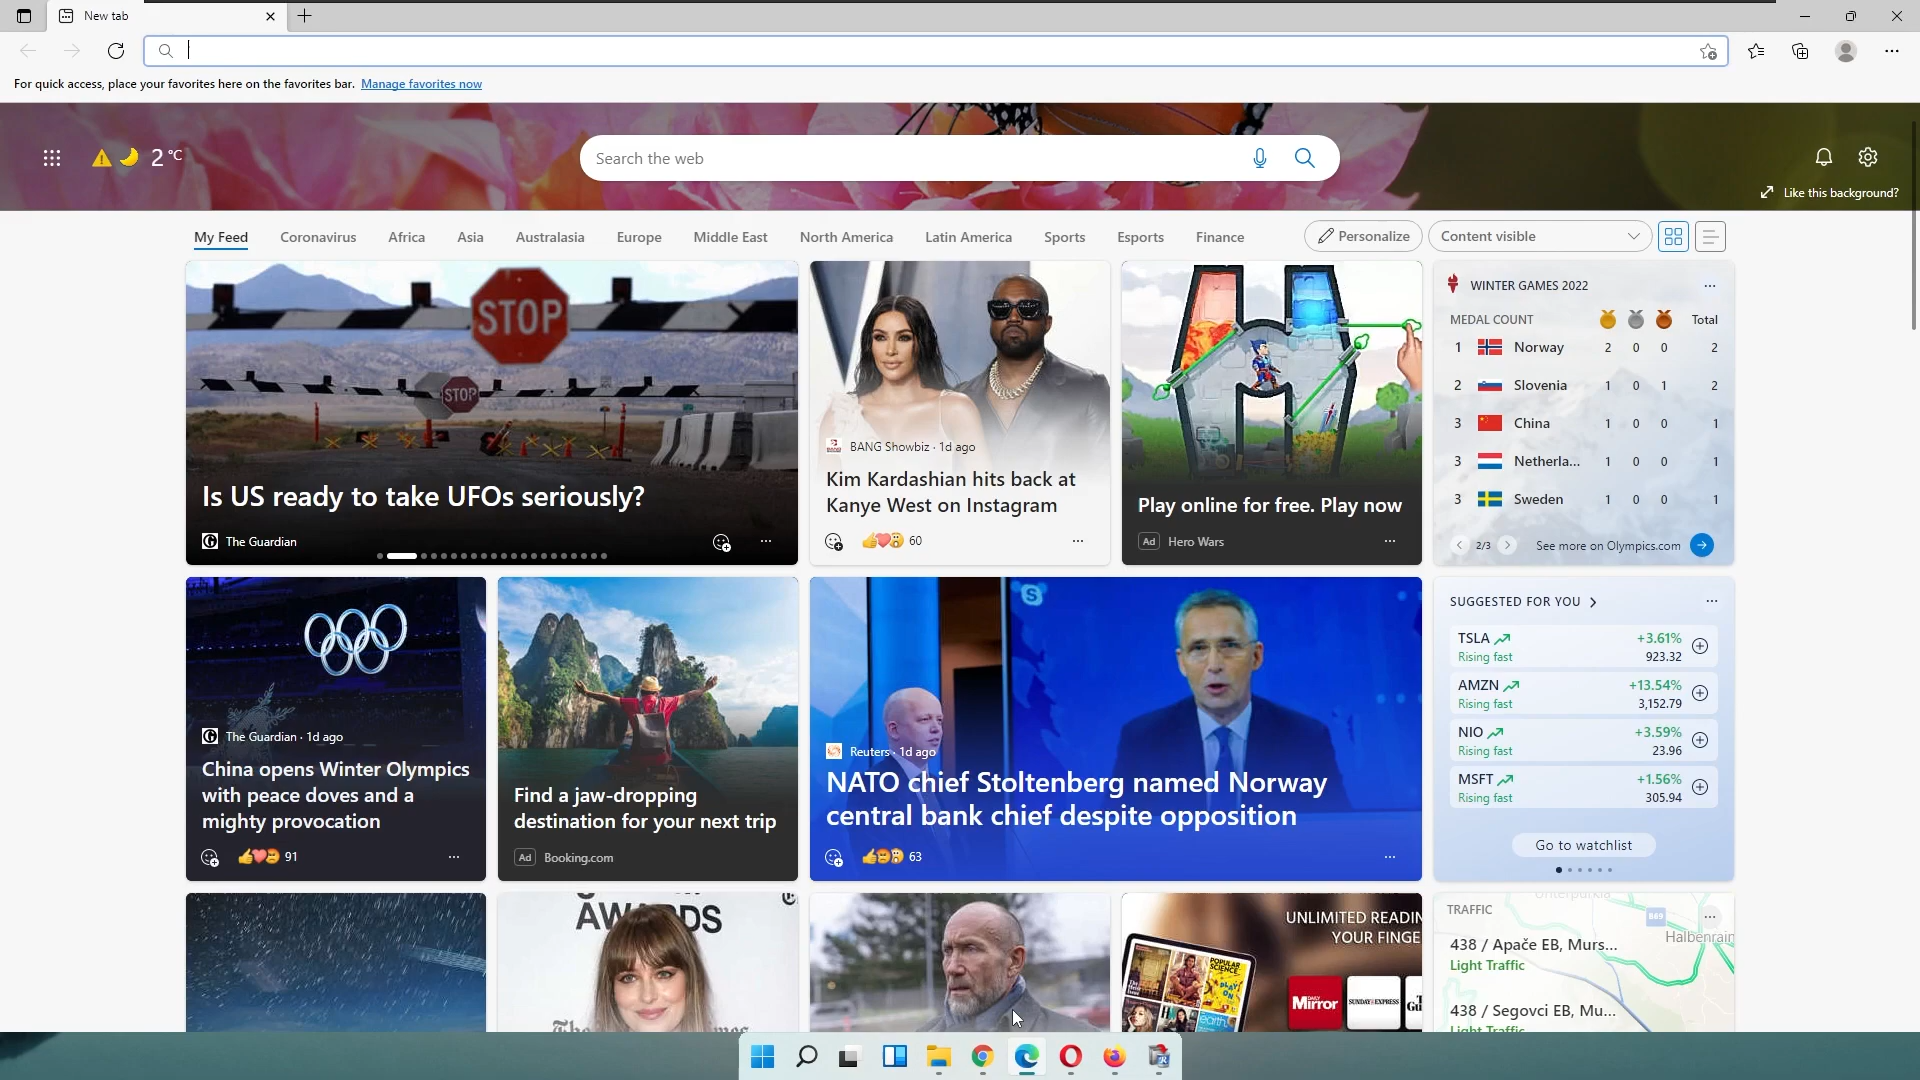 New tab
For quick access, place your favorites here on the favorites bar. Manage favorites now
2 °C
Search the web
Like this background?
My Feed Coronavirus Africa Asia Australasia Europe Middle East North America Latin America Sports Esports Finance
Personalize
Content visible
STOP
STOP
Is US ready to take UFOs seriously?
The Guardian
BANG Showbiz · 1d ago
Kim Kardashian hits back at
Kanye West on Instagram
60
Play online for free. Play now
Ad Hero Wars
WINTER GAMES 2022
MEDAL COUNT Total
1 Norway 2 0 0 2
2 Slovenia 1 0 1 2
3 China 1 0 0 1
3 Netherla... 1 0 0 1
3 Sweden 1 0 0 1
2/3
See more on Olympics.com
The Guardian · 1d ago
China opens Winter Olympics
with peace doves and a
mighty provocation
91
Find a jaw-dropping
destination for your next trip
Ad Booking.com
Reuters · 1d ago
NATO chief Stoltenberg named Norway
central bank chief despite opposition
63
SUGGESTED FOR YOU
TSLA +3.61%
Rising fast 923.32
AMZN +13.54%
Rising fast 3,152.79
NIO +3.59%
Rising fast 23.96
MSFT +1.56%
Rising fast 305.94
Go to watchlist
AWARDS
UNLIMITED READIN
YOUR FINGE
POPULAR
SCIENCE
earth
Mirror
SUNDAY EXPRESS
TRAFFIC
438 / Apače EB, Murs...
Light Traffic
438 / Segovci EB, Mu...
Light Traffic
Halbenrain